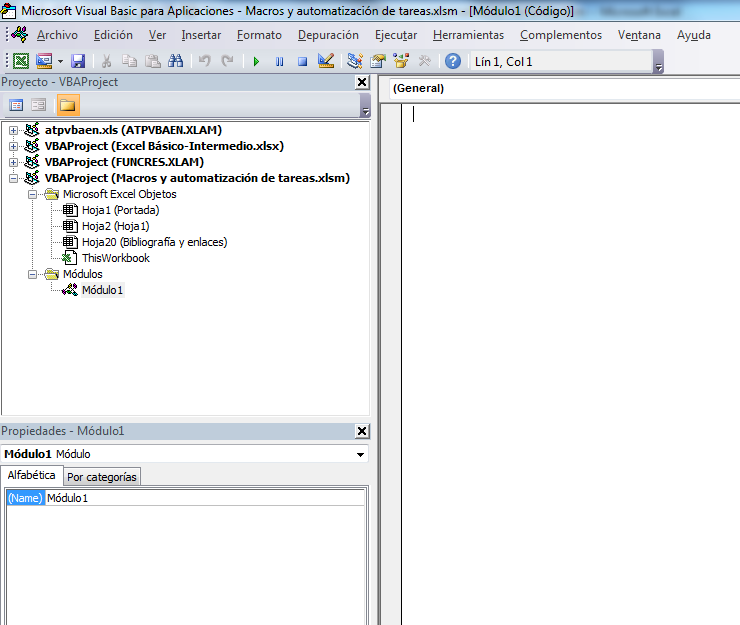 Microsoft Visual Basic para Aplicaciones - Macros y automatización de tareas.xlsm - [Módulo1 (Código)]
Archivo Edición Ver Insertar Formato Depuración Ejecutar Herramientas Complementos Ventana Ayuda
Lín 1, Col 1
Proyecto - VBAProject
(General)
atpvbaen.xls (ATPVBAEN.XLAM)
VBAProject (Excel Básico-Intermedio.xlsx)
VBAProject (FUNCRES.XLAM)
VBAProject (Macros y automatización de tareas.xlsm)
Microsoft Excel Objetos
Hoja1 (Portada)
Hoja2 (Hoja1)
Hoja20 (Bibliografía y enlaces)
ThisWorkbook
Módulos
Módulo1
Propiedades - Módulo1
Módulo1 Módulo
Alfabética Por categorías
(Name) Módulo1